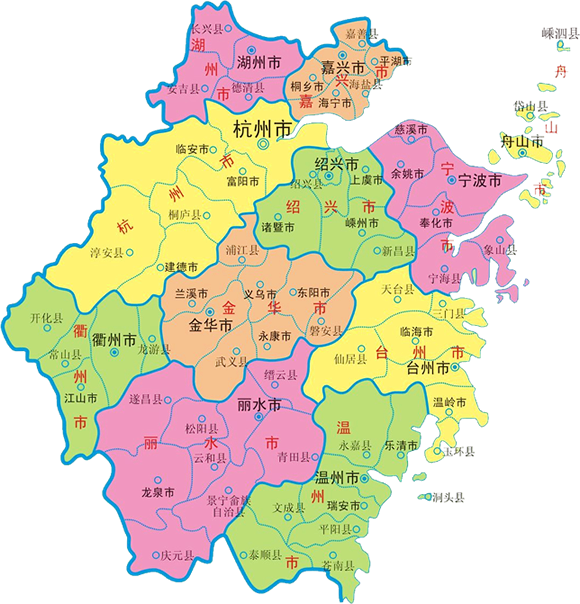 嵊泗县
舟
山
市
岱山县
舟山市
长兴县
湖
州
市
湖州市
安吉县
德清县
嘉善县
嘉兴市
平湖市
桐乡市
海盐县
海宁市
嘉
兴
市
杭州市
临安市
富阳市
桐庐县
淳安县
建德市
杭
州
市
绍兴市
绍兴县
上虞市
绍
兴
市
诸暨市
嵊州市
新昌县
慈溪市
余姚市
宁波市
宁
波
市
奉化市
象山县
宁海县
浦江县
兰溪市
义乌市
东阳市
金
华
市
金华市
永康市
磐安县
武义县
开化县
衢
州
市
衢州市
常山县
龙游县
江山市
天台县
三门县
临海市
仙居县
台
州
市
台州市
温岭市
玉环县
缙云县
遂昌县
丽水市
松阳县
丽
水
市
云和县
青田县
龙泉市
景宁畲族
自治县
庆元县
温
州
市
永嘉县
乐清市
温州市
洞头县
瑞安市
文成县
平阳县
泰顺县
苍南县